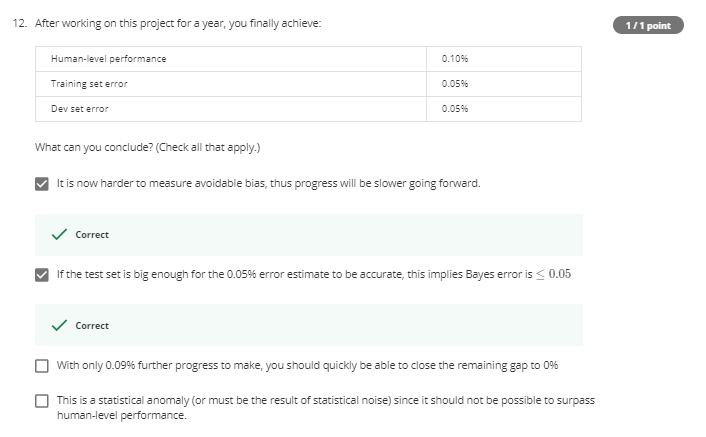 12. After working on this project for a year, you finally achieve:
1 / 1 point
Human-level performance 0.10%
Training set error 0.05%
Dev set error 0.05%
What can you conclude? (Check all that apply.)
It is now harder to measure avoidable bias, thus progress will be slower going forward.
Correct
If the test set is big enough for the 0.05% error estimate to be accurate, this implies Bayes error is ≤ 0.05
Correct
With only 0.09% further progress to make, you should quickly be able to close the remaining gap to 0%
This is a statistical anomaly (or must be the result of statistical noise) since it should not be possible to surpass
human-level performance.